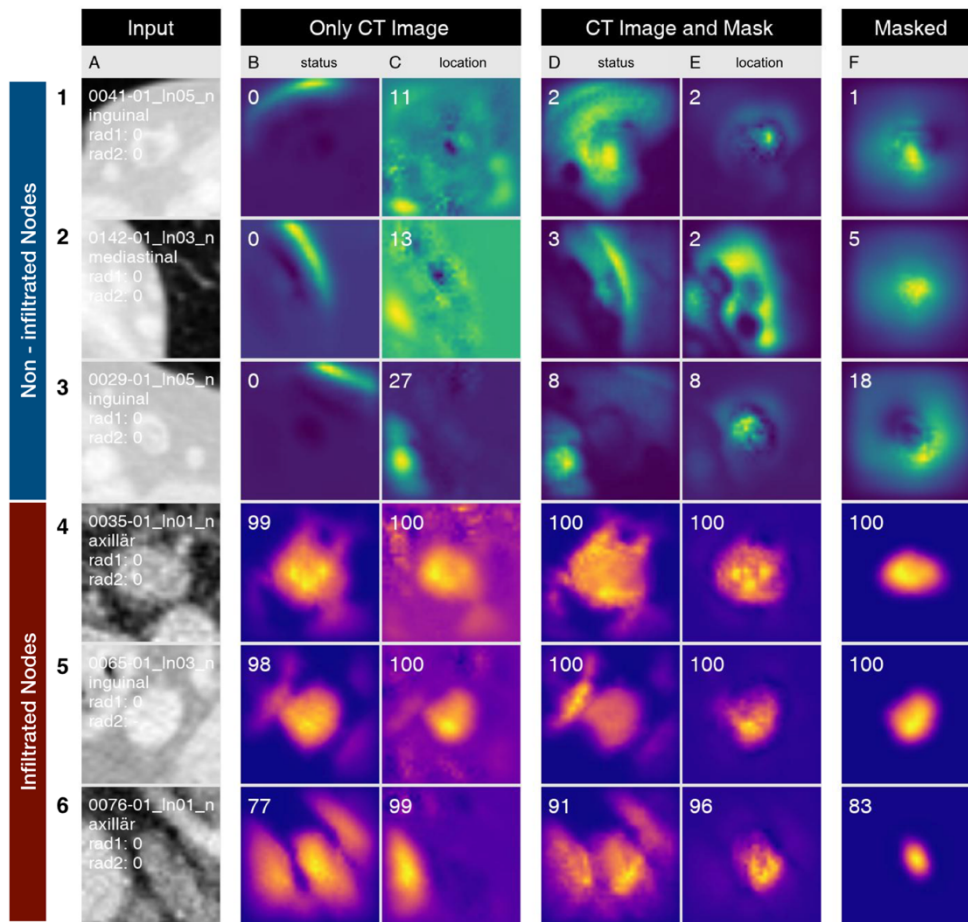 Input
Only CT Image
CT Image and Mask
Masked
A
B status
C location
D status
E location
F
Non - infiltrated Nodes
1
0041-01_ln05_n
inguinal
rad1: 0
rad2: 0
0
11
2
2
1
2
0142-01_ln03_n
mediastinal
rad1: 0
rad2: 0
0
13
3
2
5
3
0029-01_ln05_n
inguinal
rad1: 0
rad2: 0
0
27
8
8
18
Infiltrated Nodes
4
0035-01_ln01_n
axillär
rad1: 0
rad2: 0
99
100
100
100
100
5
0065-01_ln03_n
inguinal
rad1: 0
rad2: -
98
100
100
100
100
6
0076-01_ln01_n
axillär
rad1: 0
rad2: 0
77
99
91
96
83